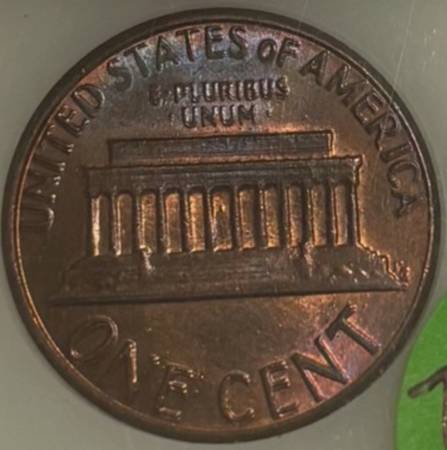 UNITED STATES OF AMERICA
E·PLURIBUS
UNUM
ONE CENT